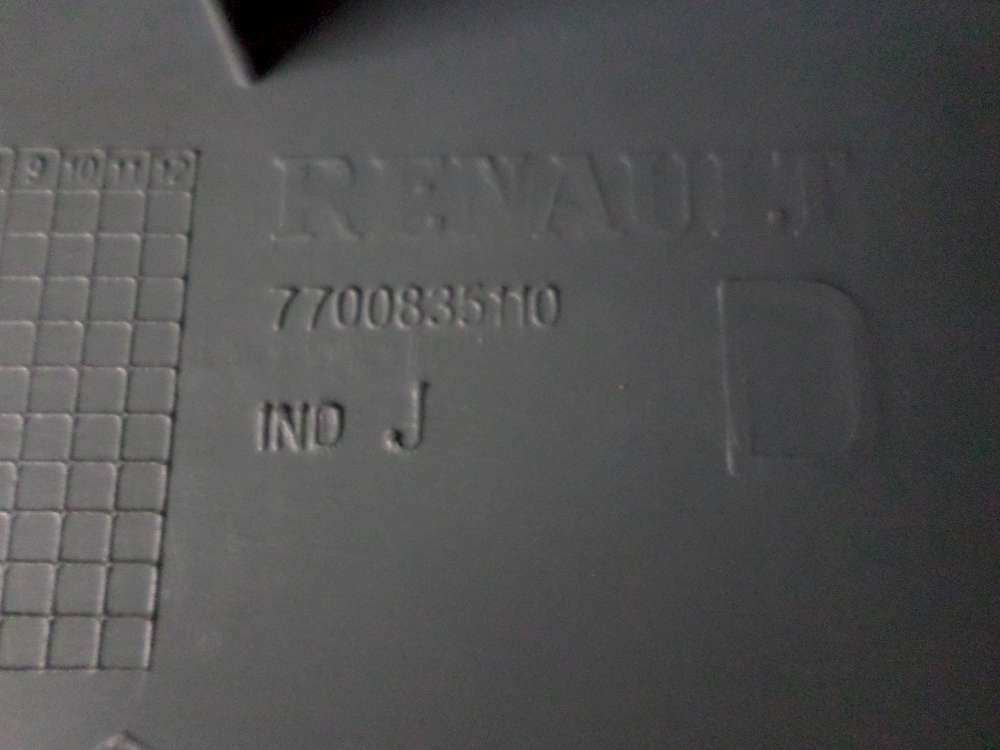 9 10 11 12
RENAULT
7700835110
IND J
D